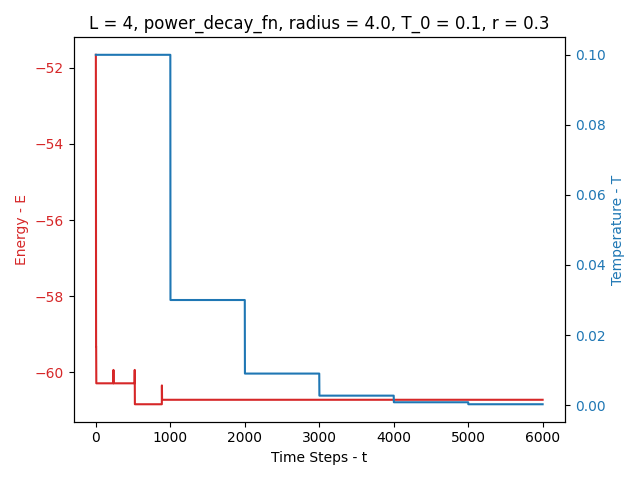 L = 4, power_decay_fn, radius = 4.0, T_0 = 0.1, r = 0.3
−52
−54
−56
−58
−60
Energy - E
0.10
0.08
0.06
0.04
0.02
0.00
Temperature - T
0 1000 2000 3000 4000 5000 6000
Time Steps - t